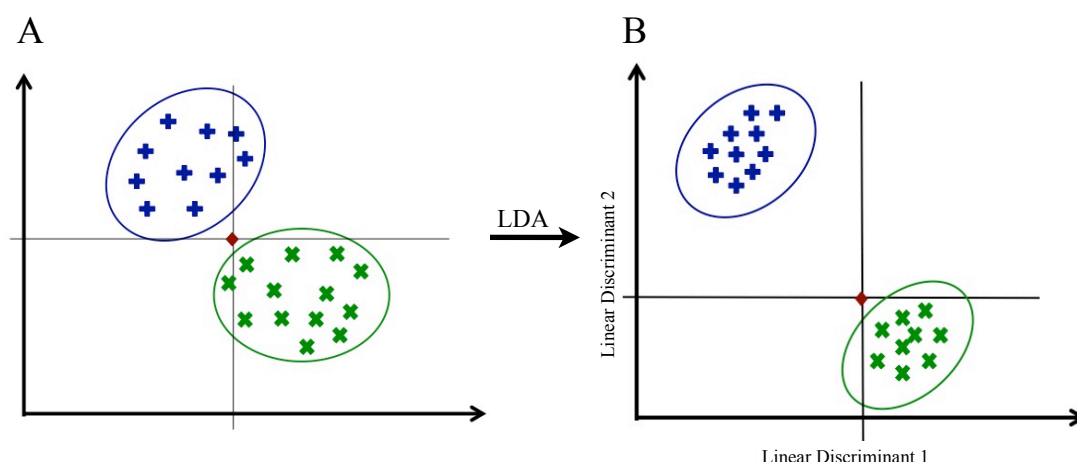 A
B
LDA
Linear Discriminant 2
Linear Discriminant 1